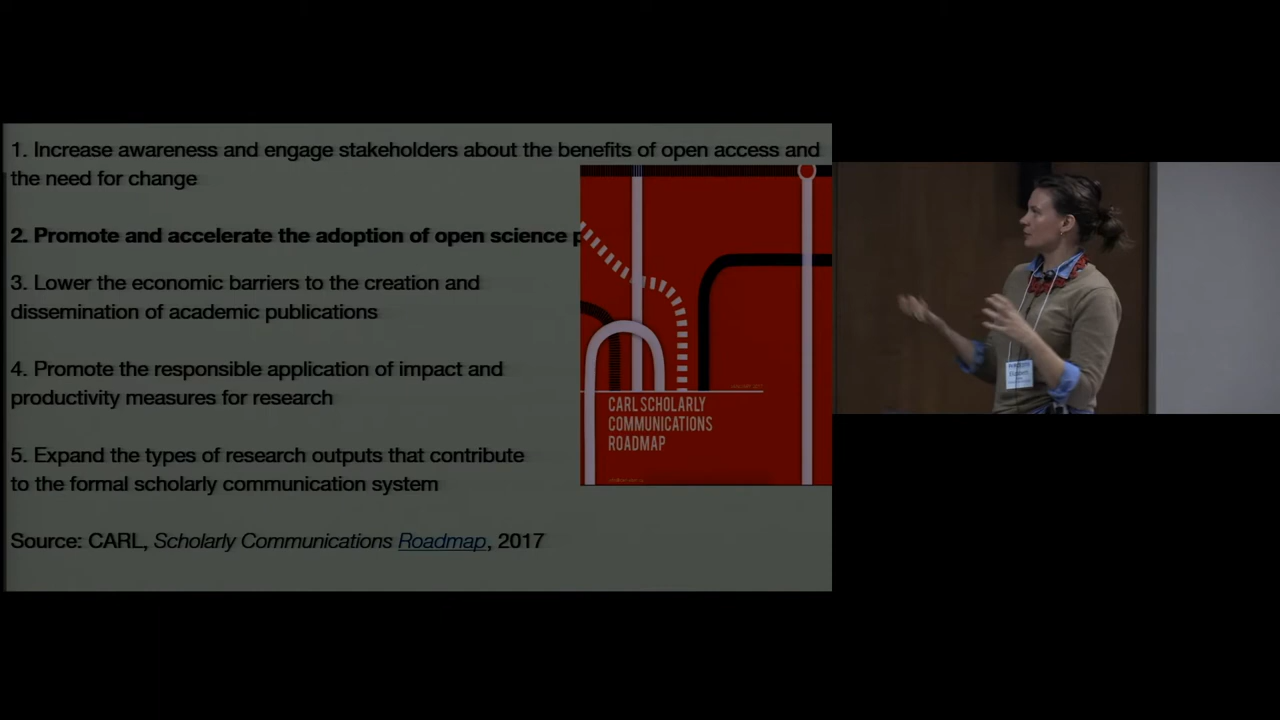 1. Increase awareness and engage stakeholders about the benefits of open access and
the need for change
2. Promote and accelerate the adoption of open science
3. Lower the economic barriers to the creation and
dissemination of academic publications
4. Promote the responsible application of impact and
productivity measures for research
5. Expand the types of research outputs that contribute
to the formal scholarly communication system
Source: CARL, Scholarly Communications Roadmap, 2017
CARL SCHOLARLY
COMMUNICATIONS
ROADMAP